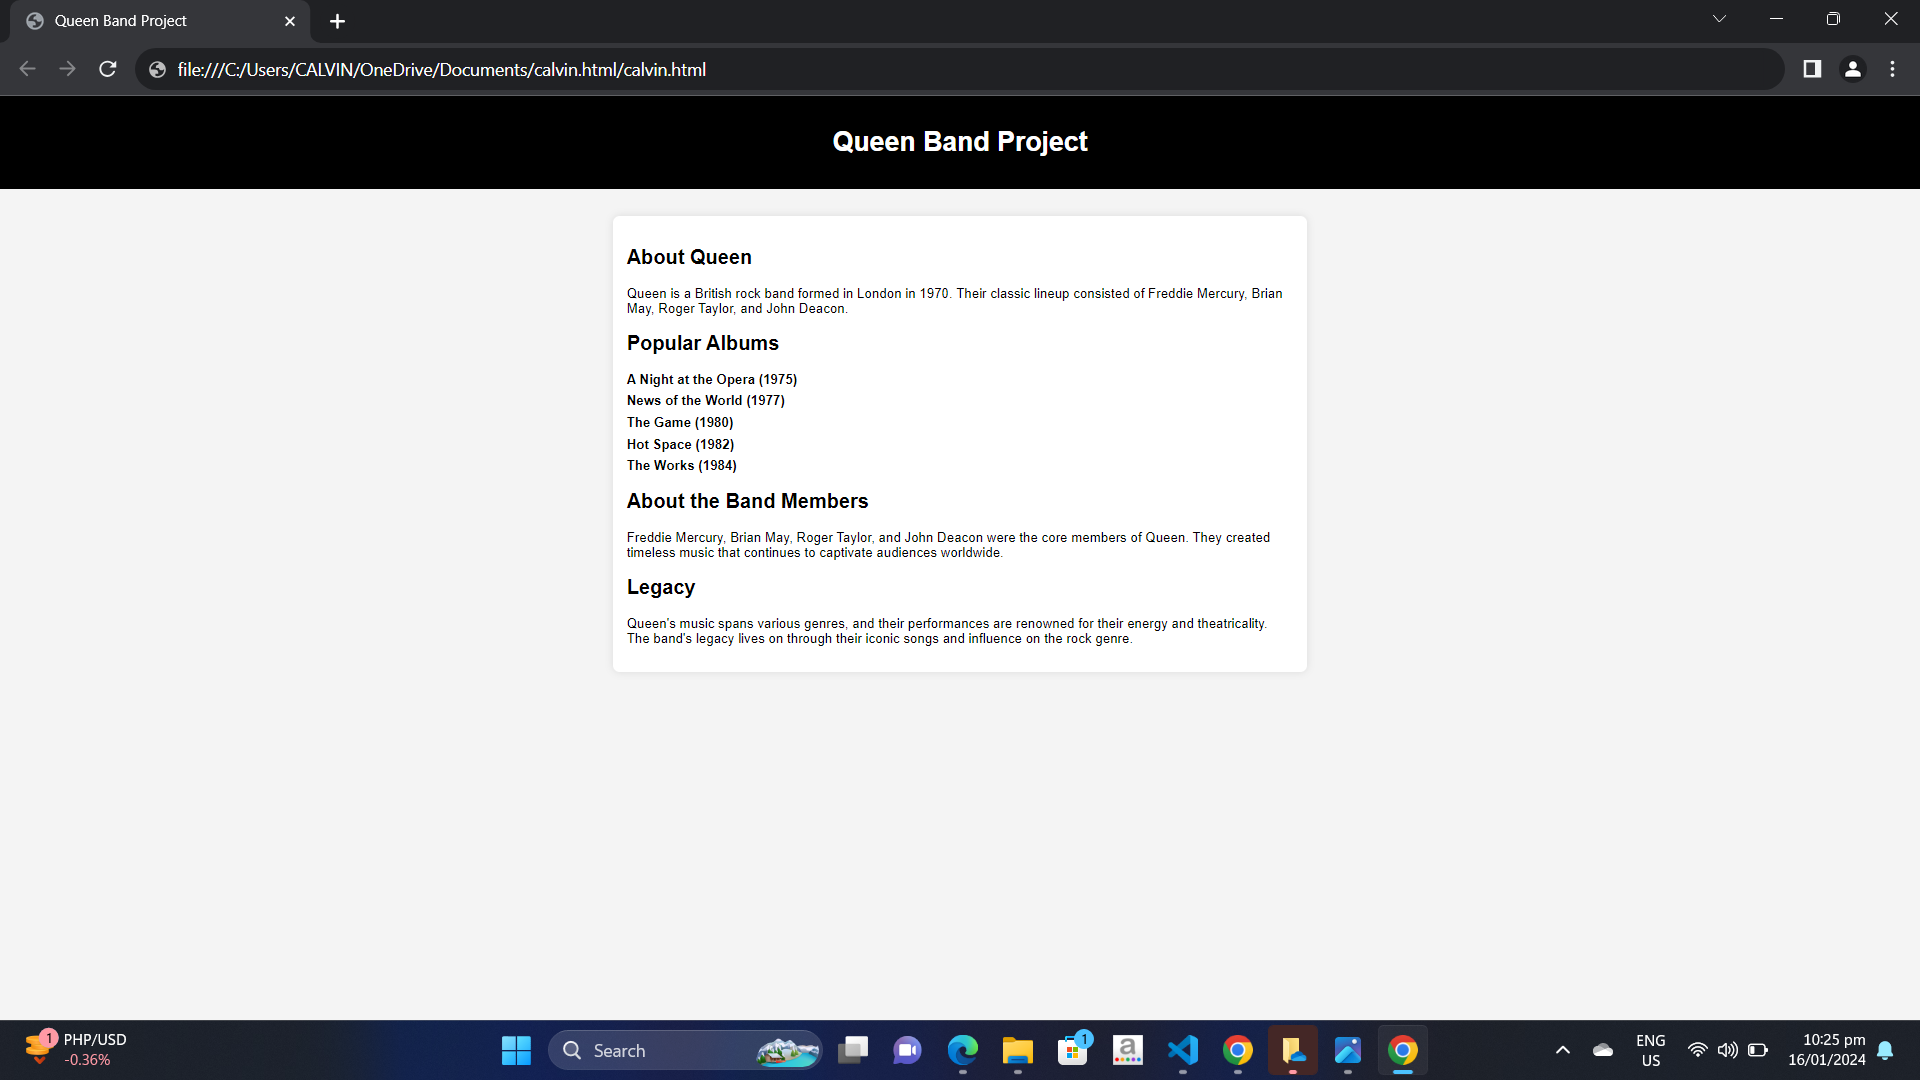 Queen Band Project
file:///C:/Users/CALVIN/OneDrive/Documents/calvin.html/calvin.html
Queen Band Project
About Queen
Queen is a British rock band formed in London in 1970. Their classic lineup consisted of Freddie Mercury, Brian
May, Roger Taylor, and John Deacon.
Popular Albums
A Night at the Opera (1975)
News of the World (1977)
The Game (1980)
Hot Space (1982)
The Works (1984)
About the Band Members
Freddie Mercury, Brian May, Roger Taylor, and John Deacon were the core members of Queen. They created
timeless music that continues to captivate audiences worldwide.
Legacy
Queen's music spans various genres, and their performances are renowned for their energy and theatricality.
The band's legacy lives on through their iconic songs and influence on the rock genre.
1
PHP/USD
-0.36%
Search
1
a
ENG
US
10:25 pm
16/01/2024